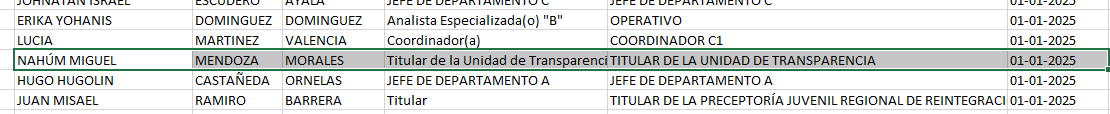 JOHNATAN ISRAEL ESCUDERO AYALA JEFE DE DEPARTAMENTO C JEFE DE DEPARTAMENTO C 01-01-2025
ERIKA YOHANIS DOMINGUEZ DOMINGUEZ Analista Especializada(o) "B" OPERATIVO 01-01-2025
LUCIA MARTINEZ VALENCIA Coordinador(a) COORDINADOR C1 01-01-2025
NAHÚM MIGUEL MENDOZA MORALES Titular de la Unidad de Transparenci TITULAR DE LA UNIDAD DE TRANSPARENCIA 01-01-2025
HUGO HUGOLIN CASTAÑEDA ORNELAS JEFE DE DEPARTAMENTO A JEFE DE DEPARTAMENTO A 01-01-2025
JUAN MISAEL RAMIRO BARRERA Titular TITULAR DE LA PRECEPTORÍA JUVENIL REGIONAL DE REINTEGRACI 01-01-2025